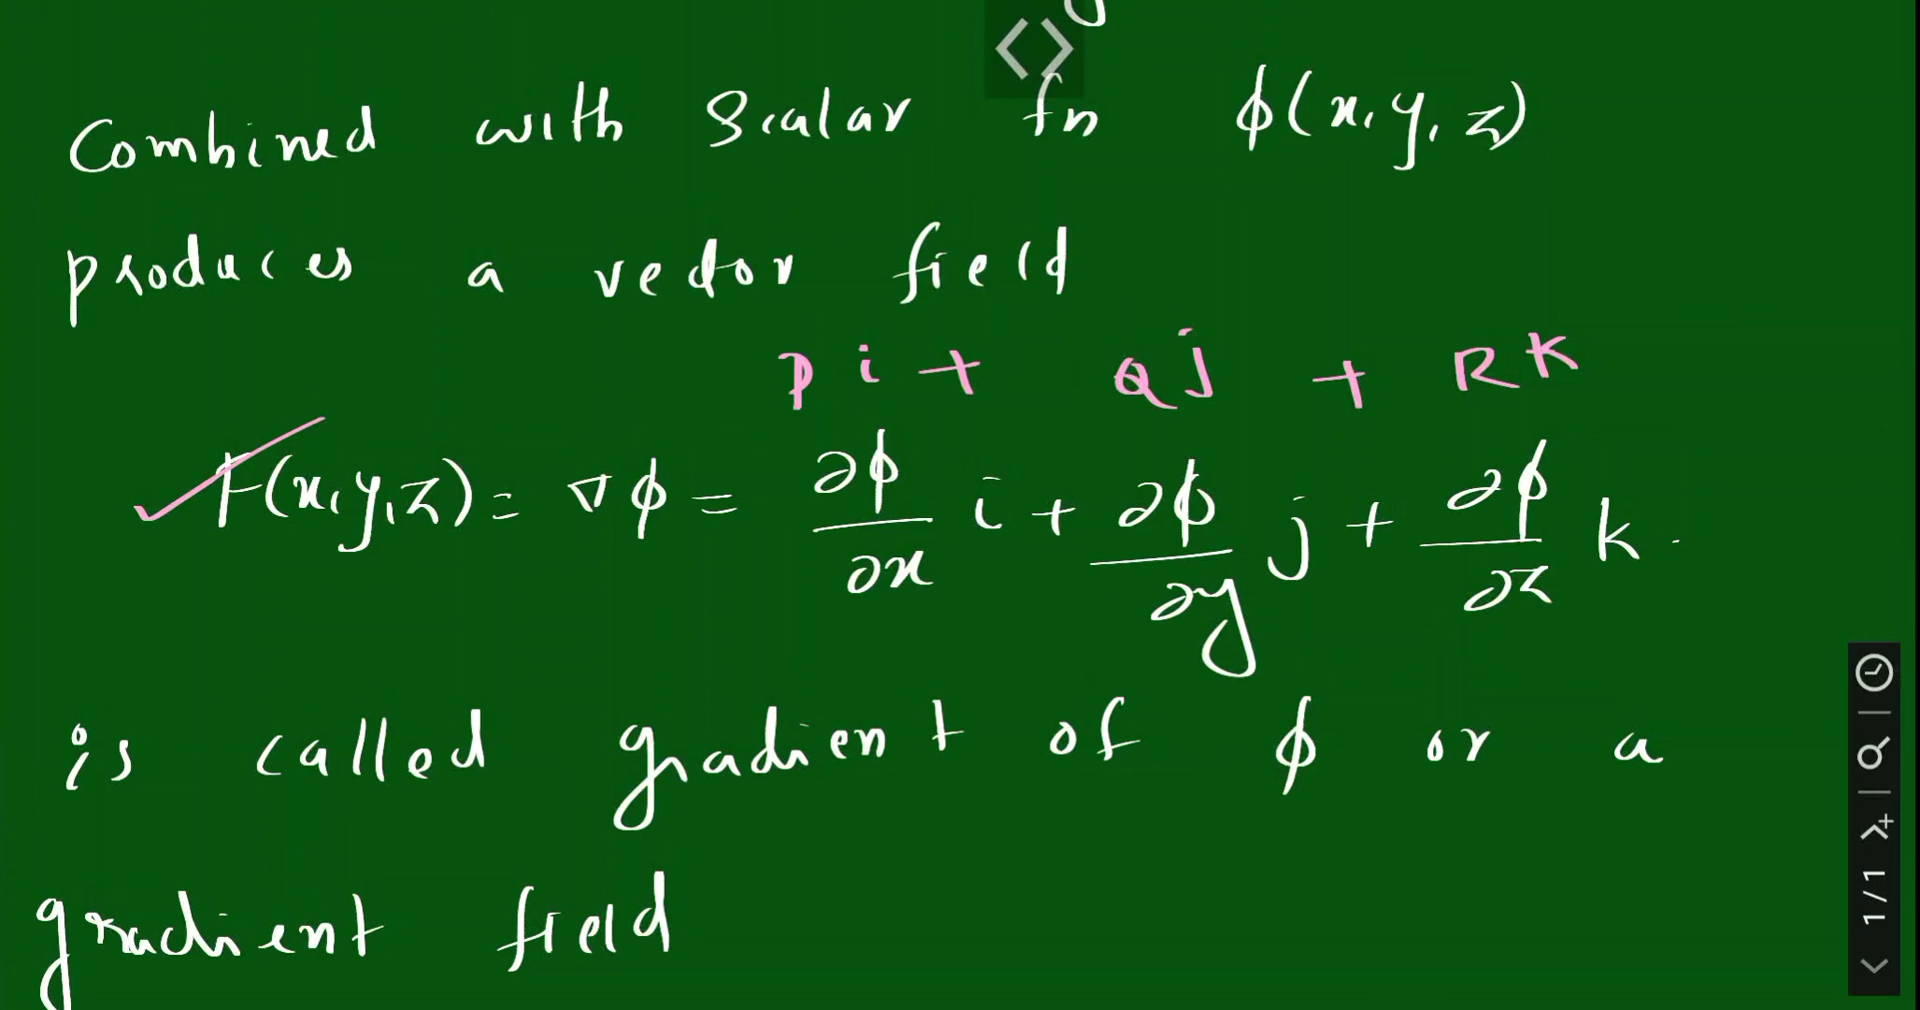 Combined with Scalar fn ϕ(x, y, z)
produces a vector field
P i + Q j + R K
F(x, y, z) = ∇ϕ = ∂ϕ/∂x i + ∂ϕ/∂y j + ∂ϕ/∂z k.
is called gradient of ϕ or a
gradient field
1/1